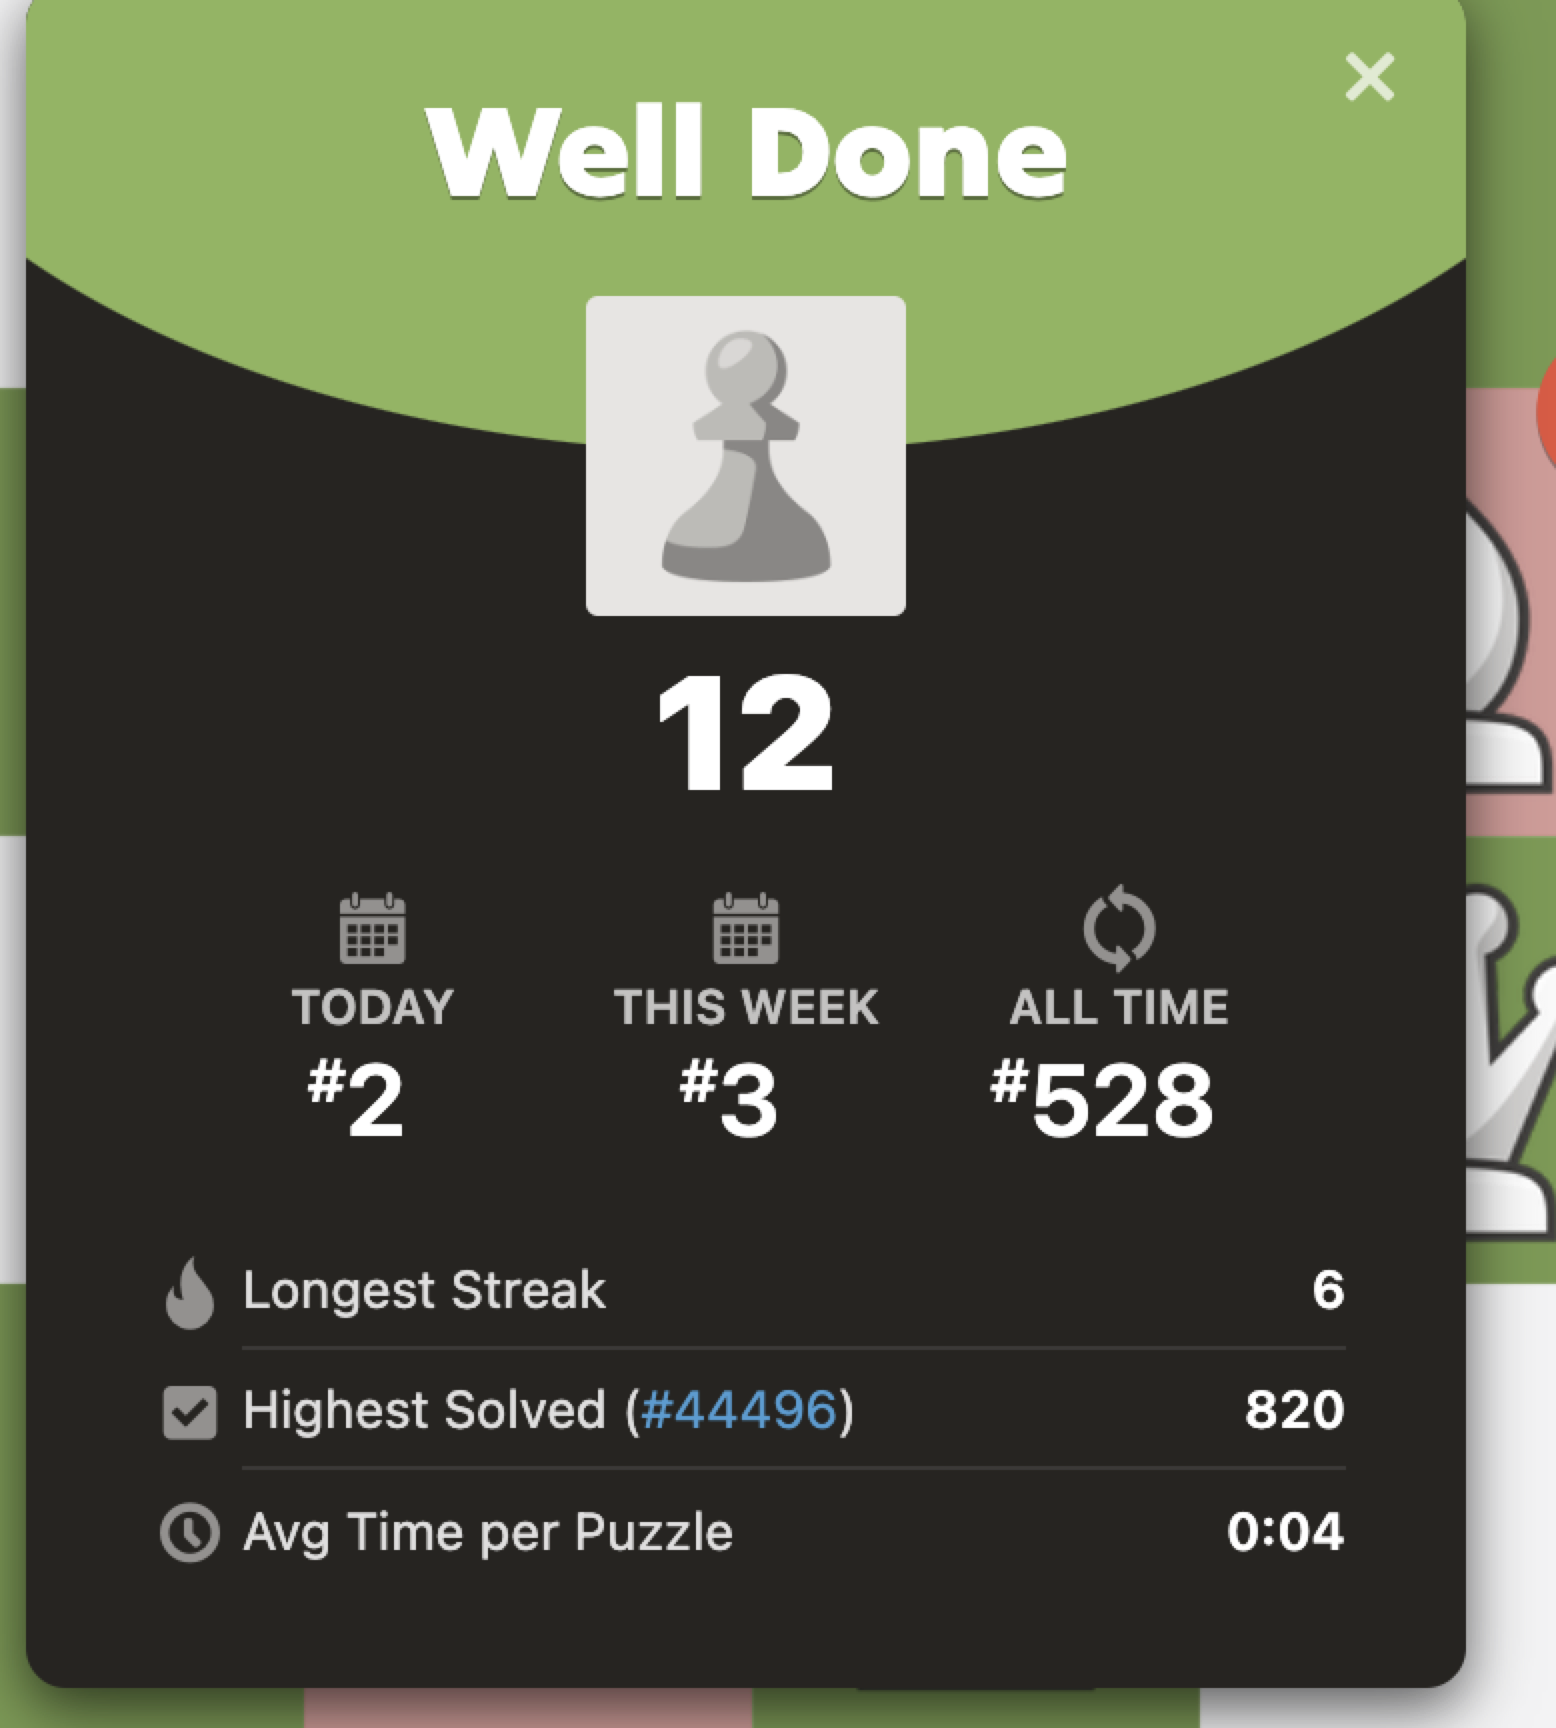 Well Done
12
TODAY THIS WEEK ALL TIME
#2 #3 #528
Longest Streak 6
Highest Solved (#44496) 820
Avg Time per Puzzle 0:04